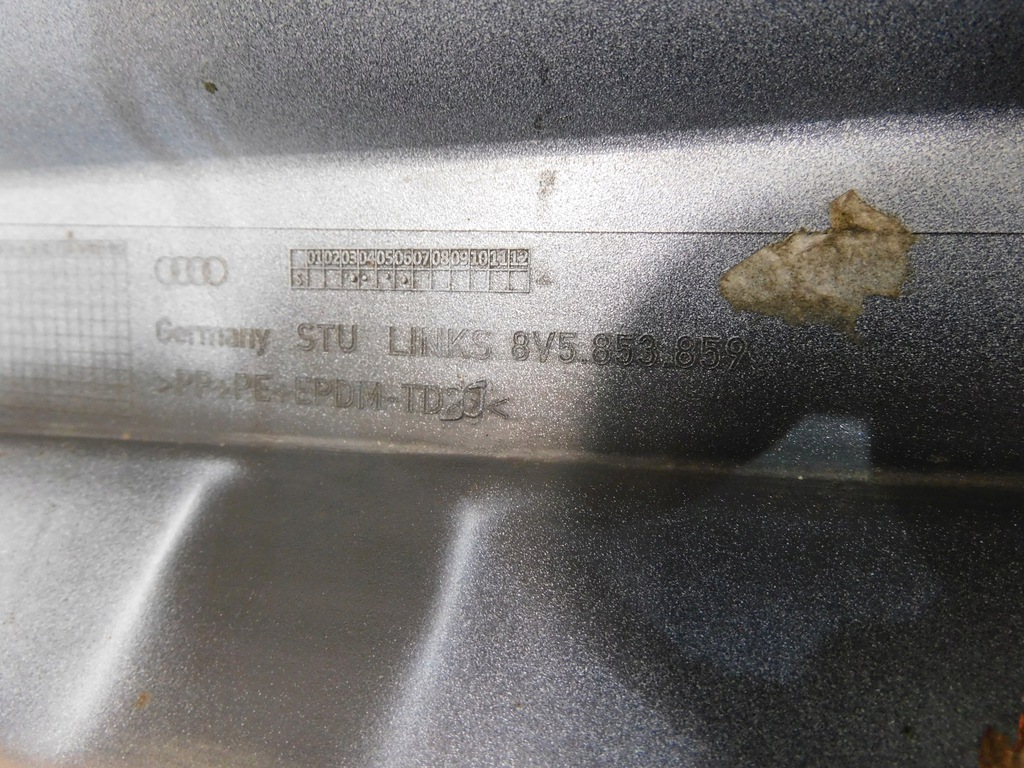 01 02 03 04 05 06 07 08 09 10 11 12
Germany STU LINKS 8V5.853.859
>PP+PE+EPDM-TD